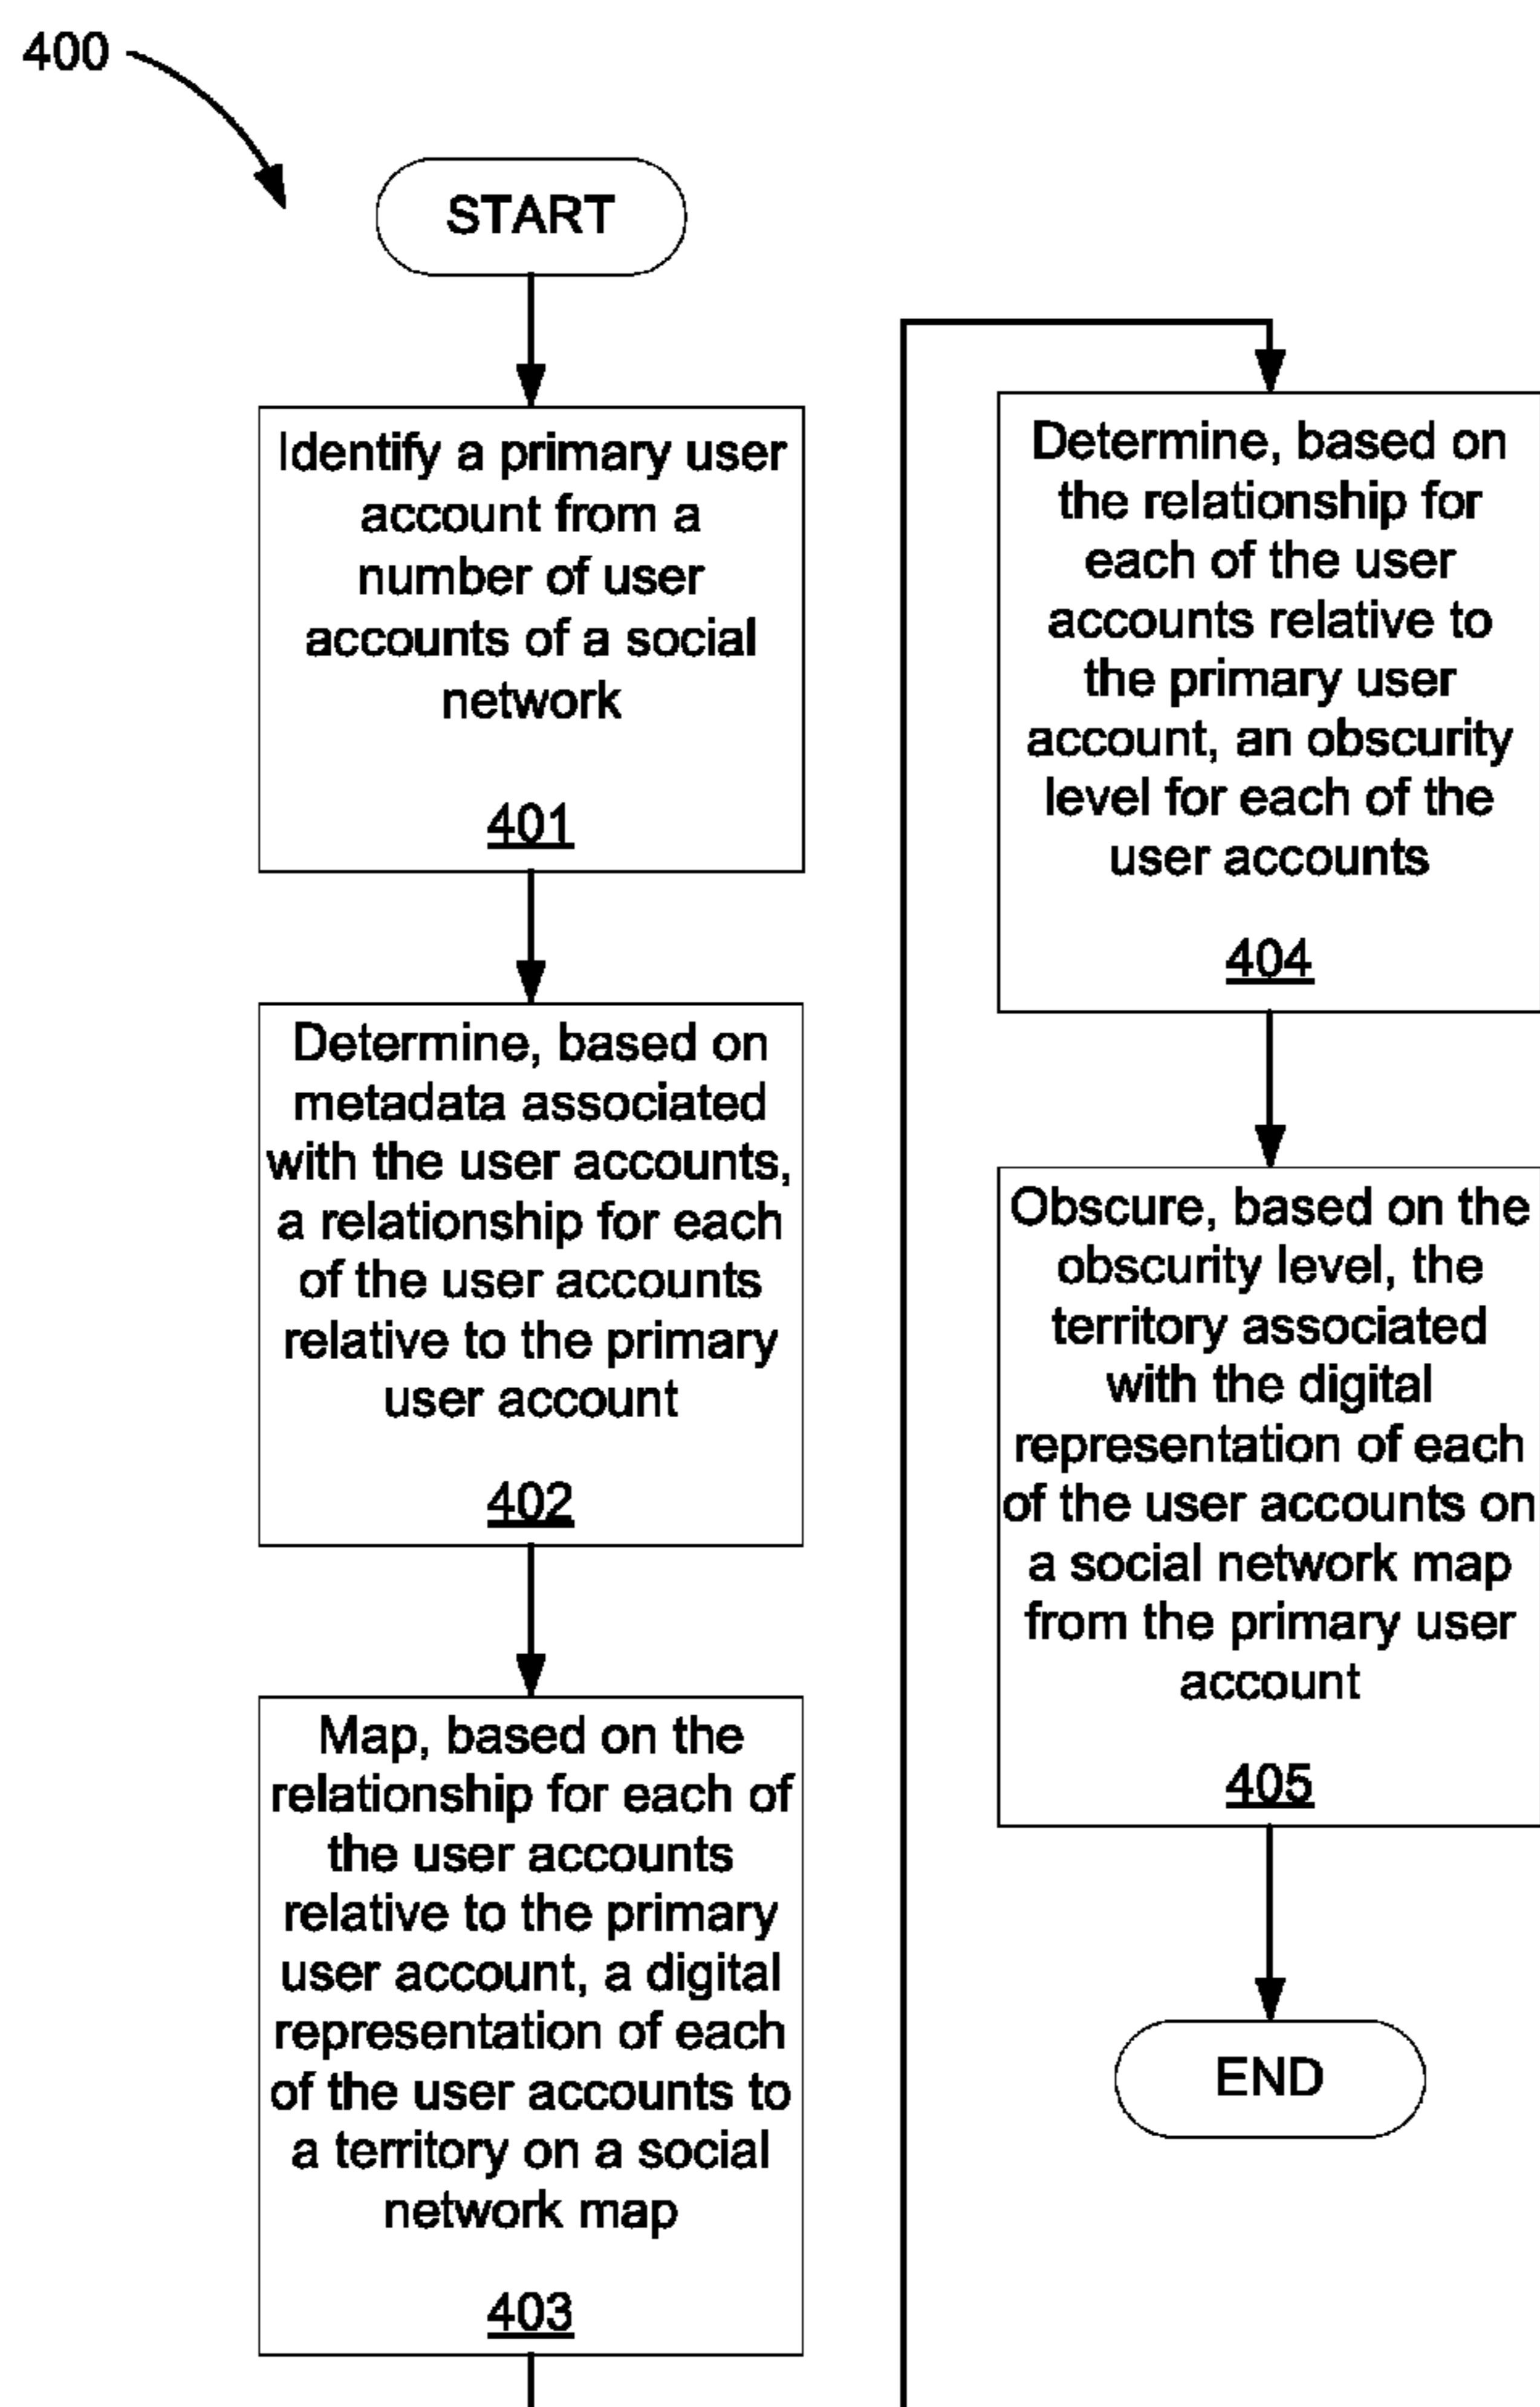 400
START
Identify a primary user
account from a
number of user
accounts of a social
network
401
Determine, based on
metadata associated
with the user accounts,
a relationship for each
of the user accounts
relative to the primary
user account
402
Map, based on the
relationship for each of
the user accounts
relative to the primary
user account, a digital
representation of each
of the user accounts to
a territory on a social
network map
403
Determine, based on
the relationship for
each of the user
accounts relative to
the primary user
account, an obscurity
level for each of the
user accounts
404
Obscure, based on the
obscurity level, the
territory associated
with the digital
representation of each
of the user accounts on
a social network map
from the primary user
account
405
END